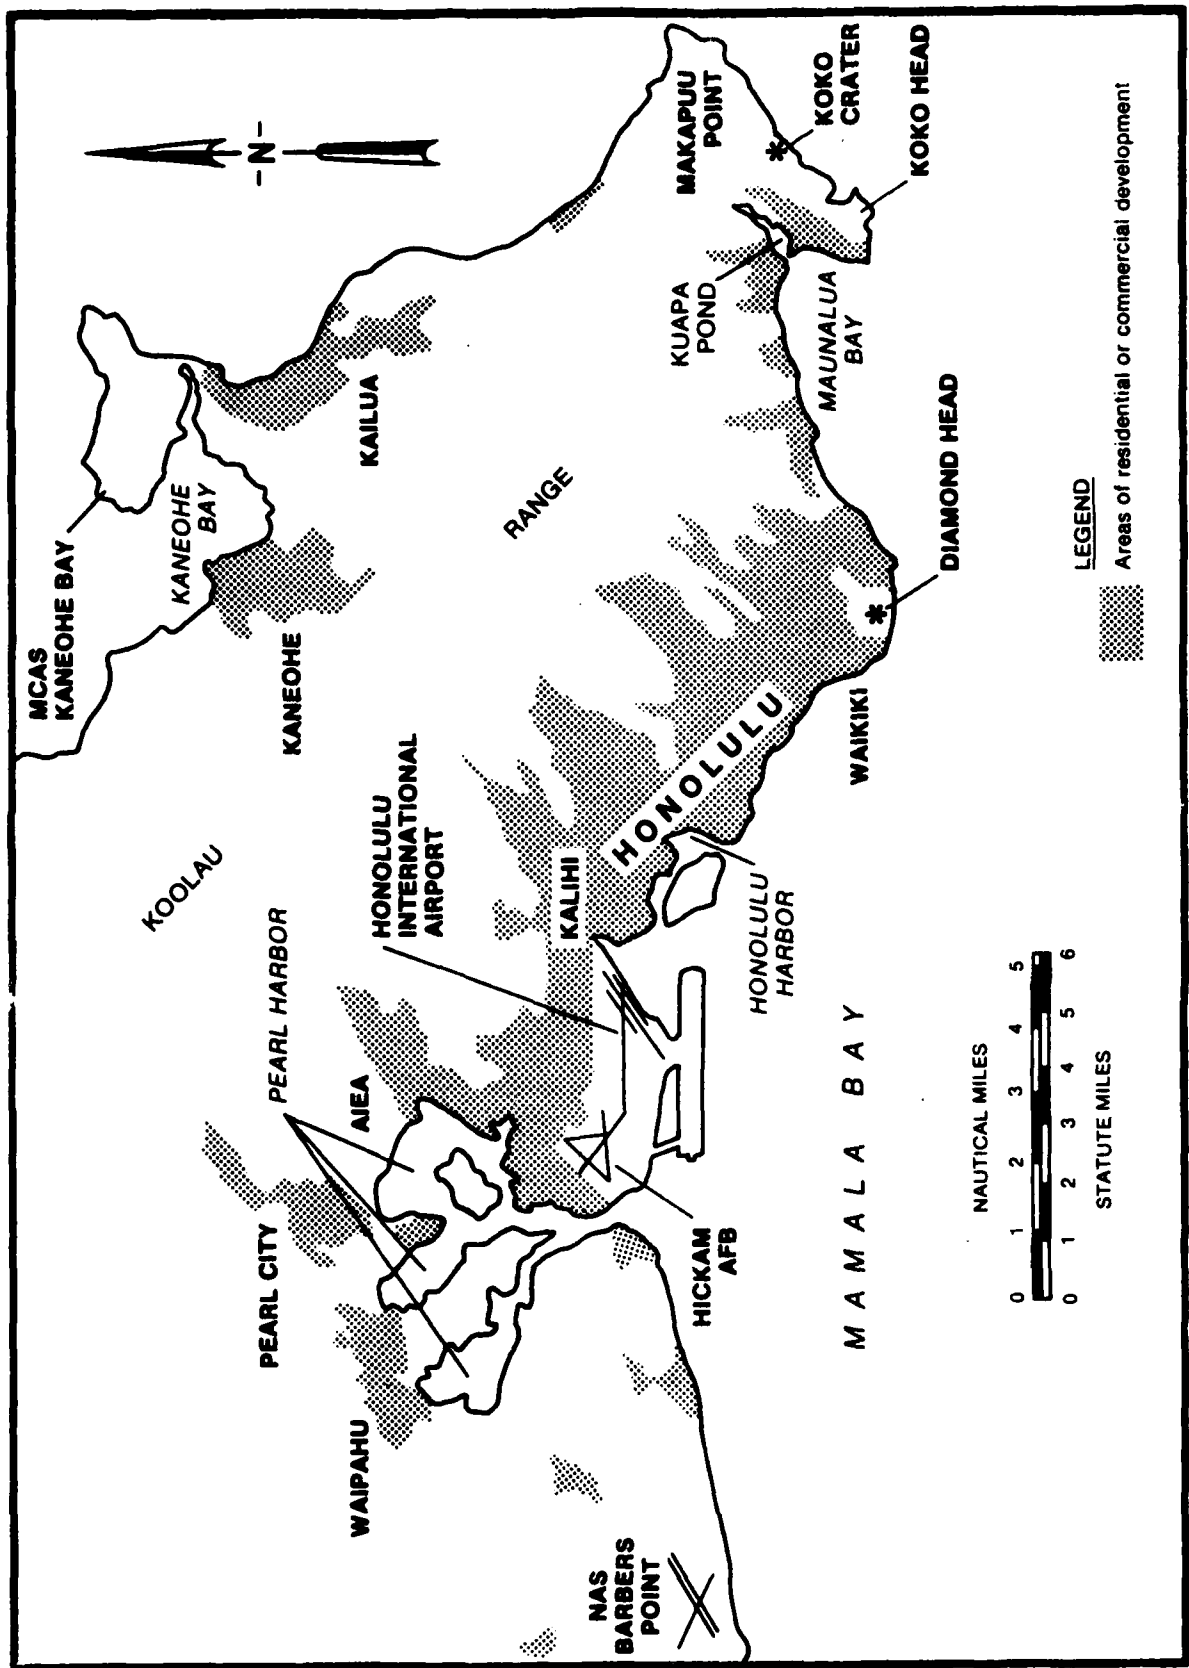 MCAS
KANEOHE BAY
KANEOHE
BAY
-N-
KANEOHE
KAILUA
KOOLAU
RANGE
PEARL HARBOR
HONOLULU
INTERNATIONAL
AIRPORT
MAKAPUU
POINT
KOKO
CRATER
KOKO HEAD
KUAPA
POND
MAUNALUA
BAY
PEARL CITY
AIEA
WAIPAHU
KALIHI
HONOLULU
WAIKIKI
DIAMOND HEAD
HONOLULU
HARBOR
HICKAM
AFB
NAS
BARBERS
POINT
MAMALA BAY
NAUTICAL MILES
0 1 2 3 4 5
0 1 2 3 4 5 6
STATUTE MILES
LEGEND
Areas of residential or commercial development